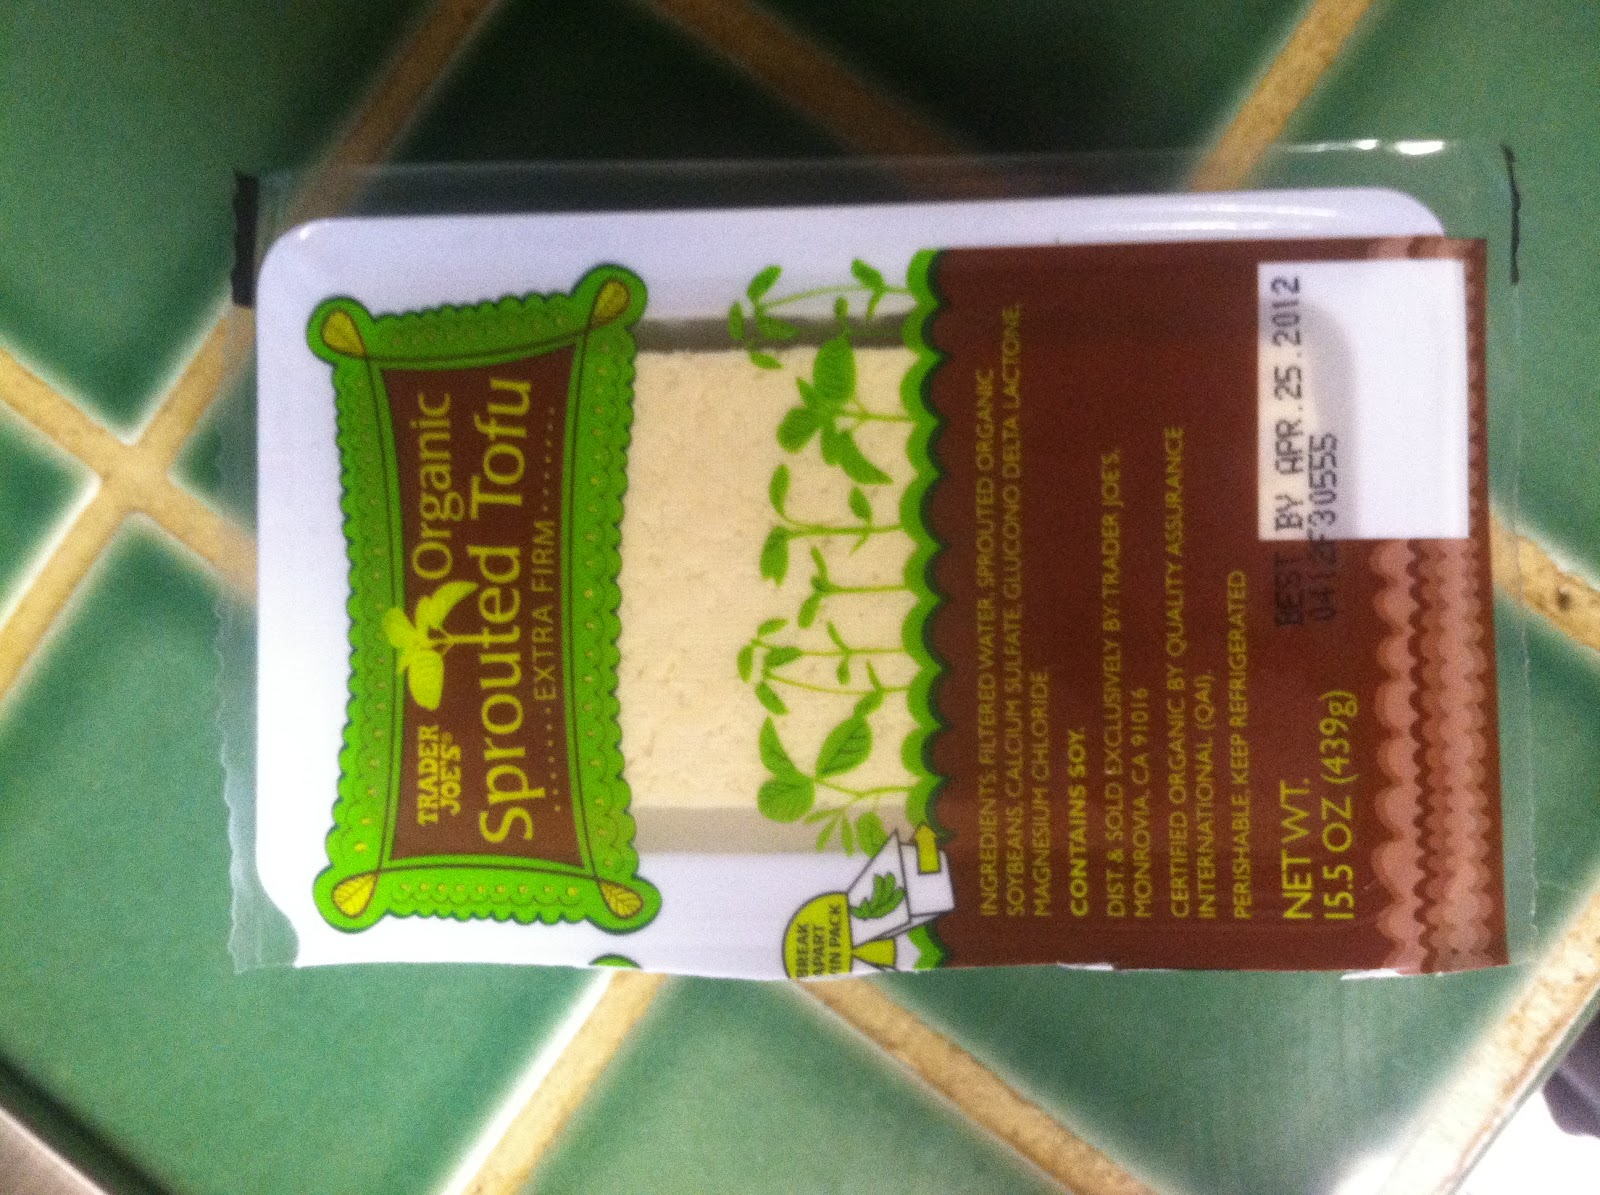 TRADER
JOE'S®
Organic
Sprouted Tofu
EXTRA FIRM
BREAK
APART
IN PACK
INGREDIENTS: FILTERED WATER, SPROUTED ORGANIC
SOYBEANS, CALCIUM SULFATE, GLUCONO DELTA LACTONE,
MAGNESIUM CHLORIDE
CONTAINS SOY.
DIST. & SOLD EXCLUSIVELY BY TRADER JOE'S,
MONROVIA, CA 91016
CERTIFIED ORGANIC BY QUALITY ASSURANCE
INTERNATIONAL (QAI).
PERISHABLE. KEEP REFRIGERATED
BEST BY APR.25.2012
NET WT.
15.5 OZ (439g)